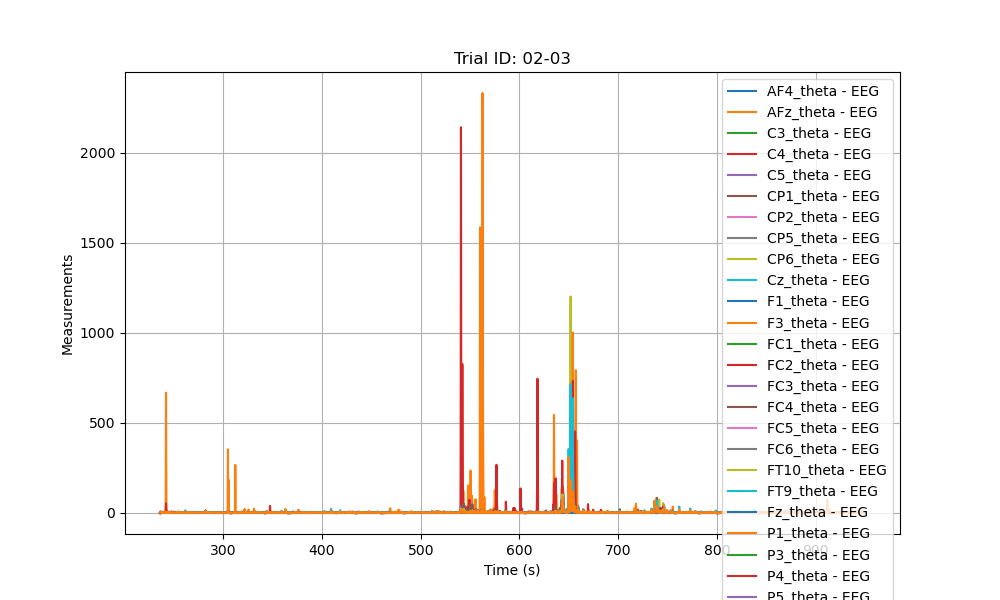 Trial ID: 02-03
Measurements
2000
1500
1000
500
0
300
400
500
600
700
800
900
Time (s)
AF4_theta - EEG
AFz_theta - EEG
C3_theta - EEG
C4_theta - EEG
C5_theta - EEG
CP1_theta - EEG
CP2_theta - EEG
CP5_theta - EEG
CP6_theta - EEG
Cz_theta - EEG
F1_theta - EEG
F3_theta - EEG
FC1_theta - EEG
FC2_theta - EEG
FC3_theta - EEG
FC4_theta - EEG
FC5_theta - EEG
FC6_theta - EEG
FT10_theta - EEG
FT9_theta - EEG
Fz_theta - EEG
P1_theta - EEG
P3_theta - EEG
P4_theta - EEG
P5_theta - EEG